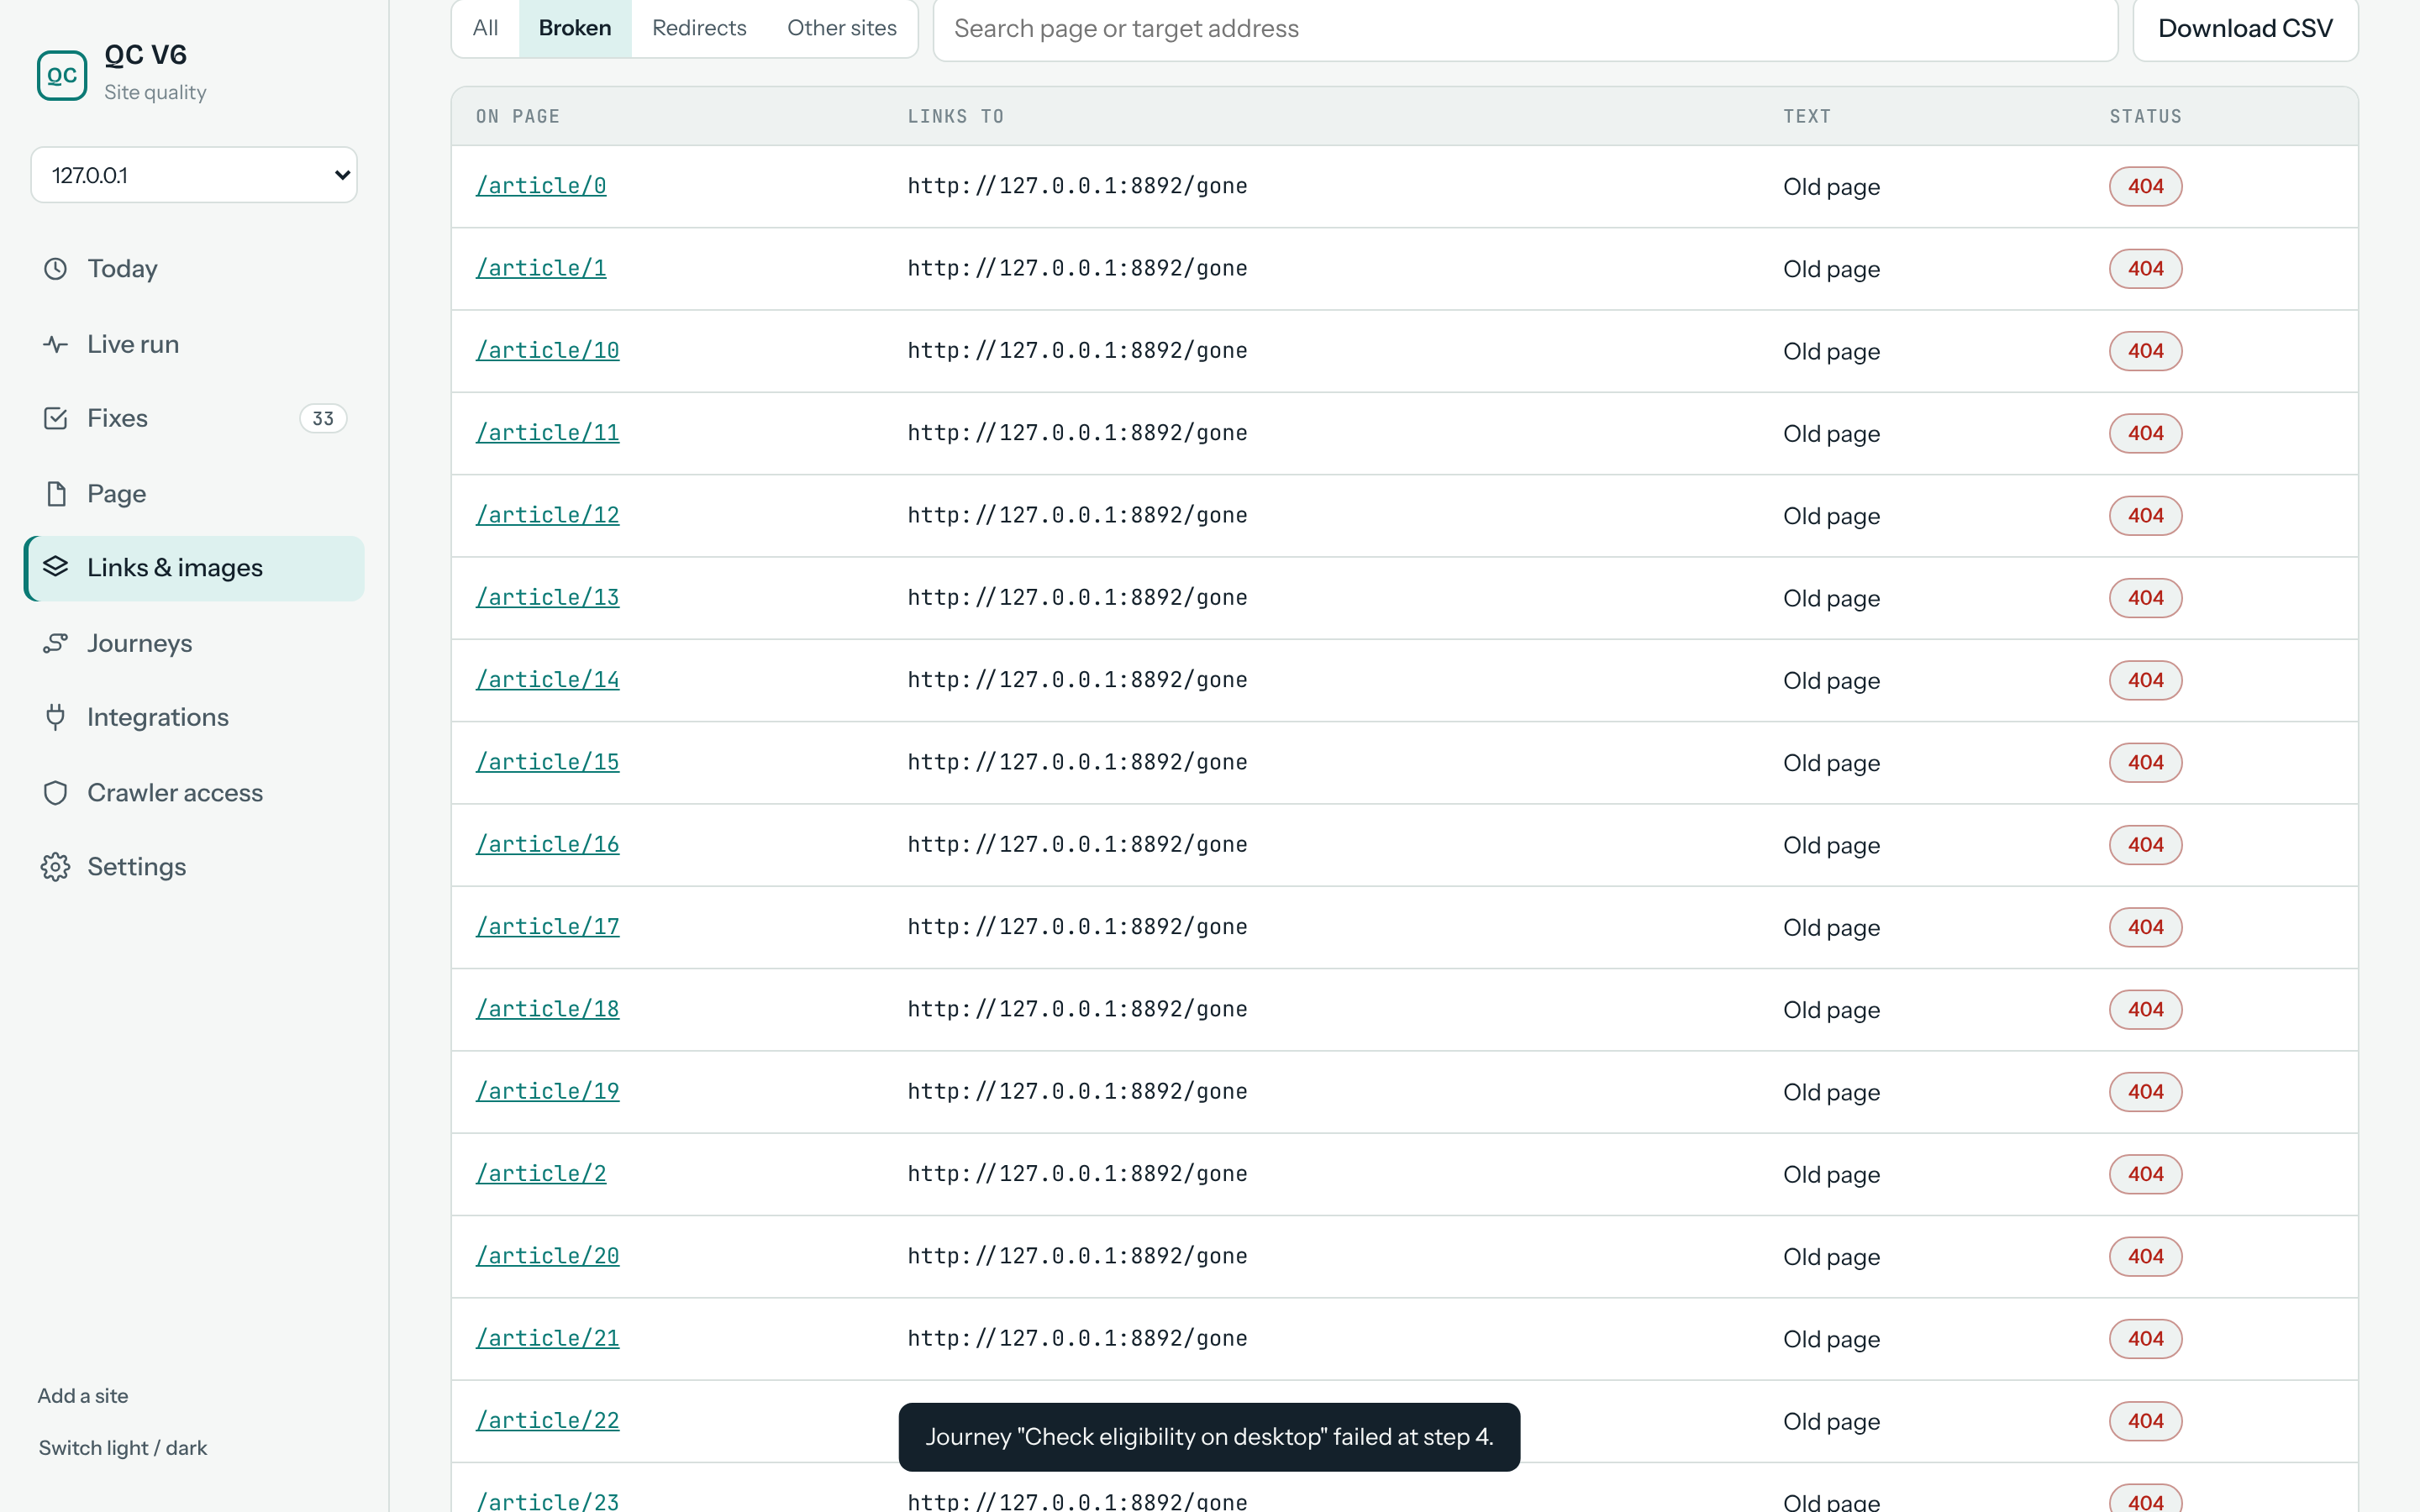 QC
QC V6
Site quality
127.0.0.1
Today
Live run
Fixes 33
Page
Links & images
Journeys
Integrations
Crawler access
Settings
Add a site
Switch light / dark
All Broken Redirects Other sites
Search page or target address
Download CSV
ON PAGE LINKS TO TEXT STATUS
/article/0 http://127.0.0.1:8892/gone Old page 404
/article/1 http://127.0.0.1:8892/gone Old page 404
/article/10 http://127.0.0.1:8892/gone Old page 404
/article/11 http://127.0.0.1:8892/gone Old page 404
/article/12 http://127.0.0.1:8892/gone Old page 404
/article/13 http://127.0.0.1:8892/gone Old page 404
/article/14 http://127.0.0.1:8892/gone Old page 404
/article/15 http://127.0.0.1:8892/gone Old page 404
/article/16 http://127.0.0.1:8892/gone Old page 404
/article/17 http://127.0.0.1:8892/gone Old page 404
/article/18 http://127.0.0.1:8892/gone Old page 404
/article/19 http://127.0.0.1:8892/gone Old page 404
/article/2 http://127.0.0.1:8892/gone Old page 404
/article/20 http://127.0.0.1:8892/gone Old page 404
/article/21 http://127.0.0.1:8892/gone Old page 404
/article/22 Old page 404
Journey "Check eligibility on desktop" failed at step 4.
/article/23 http://127.0.0.1:8892/gone Old page 404